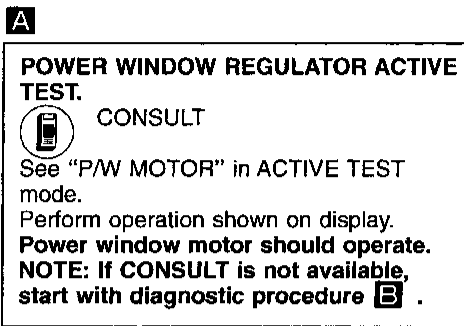 A
POWER WINDOW REGULATOR ACTIVE
TEST.
CONSULT
See “P/W MOTOR” in ACTIVE TEST
mode.
Perform operation shown on display.
Power window motor should operate.
NOTE: If CONSULT is not available,
start with diagnostic procedure B .